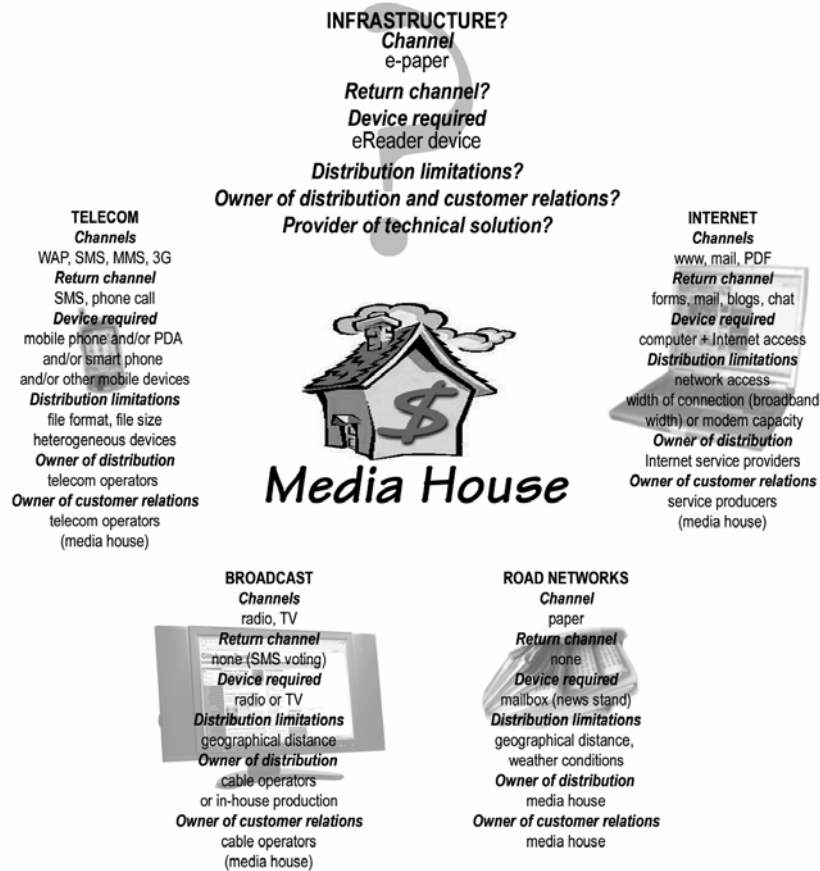 INFRASTRUCTURE?
Channel
e-paper
Return channel?
Device required
eReader device
Distribution limitations?
Owner of distribution and customer relations?
Provider of technical solution?
TELECOM
Channels
WAP, SMS, MMS, 3G
Return channel
SMS, phone call
Device required
mobile phone and/or PDA
and/or smart phone
and/or other mobile devices
Distribution limitations
file format, file size
heterogeneous devices
Owner of distribution
telecom operators
Owner of customer relations
telecom operators
(media house)
$
Media House
INTERNET
Channels
www, mail, PDF
Return channel
forms, mail, blogs, chat
Device required
computer + Internet access
Distribution limitations
network access
width of connection (broadband
width) or modem capacity
Owner of distribution
Internet service providers
Owner of customer relations
service producers
(media house)
BROADCAST
Channels
radio, TV
Return channel
none (SMS voting)
Device required
radio or TV
Distribution limitations
geographical distance
Owner of distribution
cable operators
or in-house production
Owner of customer relations
cable operators
(media house)
ROAD NETWORKS
Channel
paper
Return channel
none
Device required
mailbox (news stand)
Distribution limitations
geographical distance,
weather conditions
Owner of distribution
media house
Owner of customer relations
media house